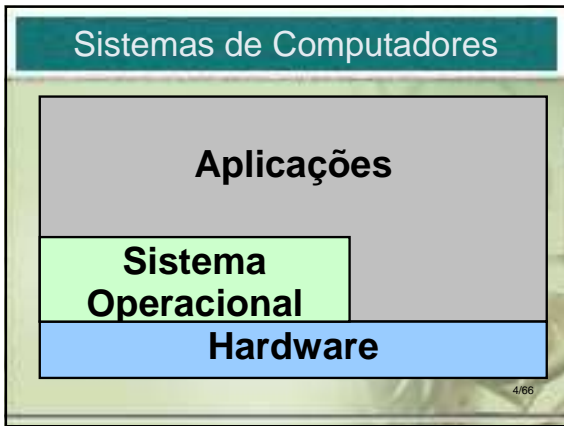 Sistemas de Computadores
Aplicações
Sistema
Operacional
Hardware
4/66